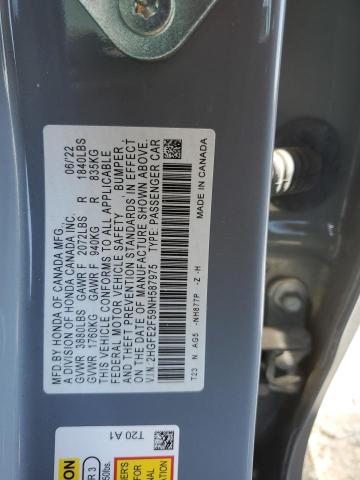 MFD. BY HONDA OF CANADA MFG. 06/22
A DIVISION OF HONDA CANADA INC.
GVWR 3880LBS GAWR F 2072LBS R 1840LBS
GVWR 1760KG GAWR F 940KG R 835KG
THIS VEHICLE CONFORMS TO ALL APPLICABLE
FEDERAL MOTOR VEHICLE SAFETY, BUMPER,
AND THEFT PREVENTION STANDARDS IN EFFECT ON
THE DATE OF MANUFACTURE SHOWN ABOVE.
V.I.N: 2HGFE2F59NH587975 TYPE: PASSENGER CAR
T23 N AG5 -NH877P -Z -H
MADE IN CANADA
T20 A1